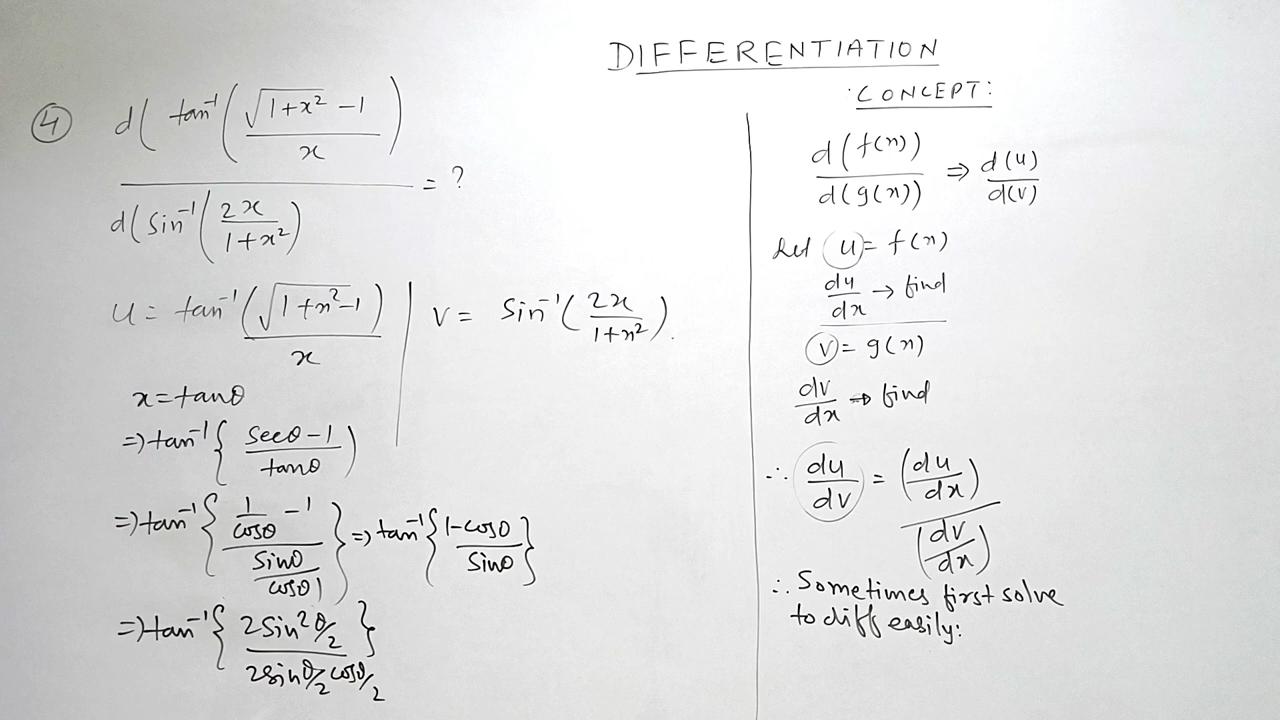 DIFFERENTIATION
④ d(tan⁻¹(√(1+x²) -1)/x)
/ d(sin⁻¹(2x/1+x²) = ?
u = tan⁻¹(√(1+x²-1))/x | v = sin⁻¹(2x/1+x²).
x = tanθ
⇒ tan⁻¹{secθ-1/tanθ)
⇒ tan⁻¹{(1/cosθ - 1)/(sinθ/cosθ)} ⇒ tan⁻¹{1-cosθ/sinθ}
⇒ tan⁻¹{2sin²θ/2 / 2sinθ/2 cosθ/2}
CONCEPT:
d(f(x))/d(g(x)) ⇒ d(u)/d(v)
Let u = f(x)
du/dx → find
v = g(x)
dv/dx → find
∴ du/dv = (du/dx)/(dv/dx)
∴ Sometimes first solve
to diff easily: